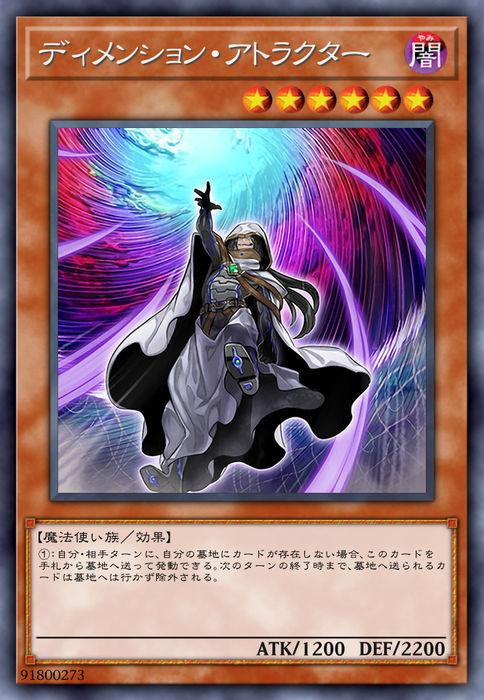 ディメンション・アトラクター
やみ
闇
【魔法使い族／効果】
①:自分・相手ターンに、自分の墓地にカードが存在しない場合、このカードを
手札から墓地へ送って発動できる。次のターンの終了時まで、墓地へ送られるカ
ードは墓地へは行かず除外される。
ATK/1200 DEF/2200
91800273